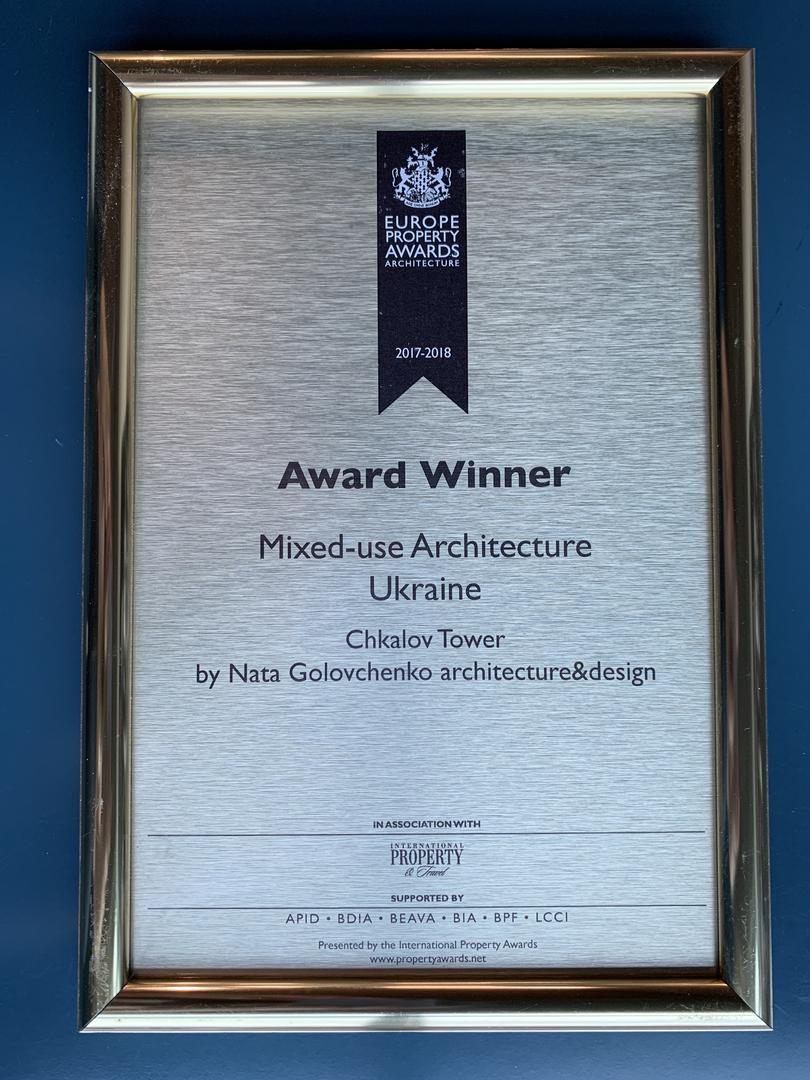 EUROPE
PROPERTY
AWARDS
ARCHITECTURE
2017-2018
Award Winner
Mixed-use Architecture
Ukraine
Chkalov Tower
by Nata Golovchenko architecture&design
IN ASSOCIATION WITH
INTERNATIONAL
PROPERTY
& Travel
SUPPORTED BY
APID • BDIA • BEAVA • BIA • BPF • LCCI
Presented by the International Property Awards
www.propertyawards.net